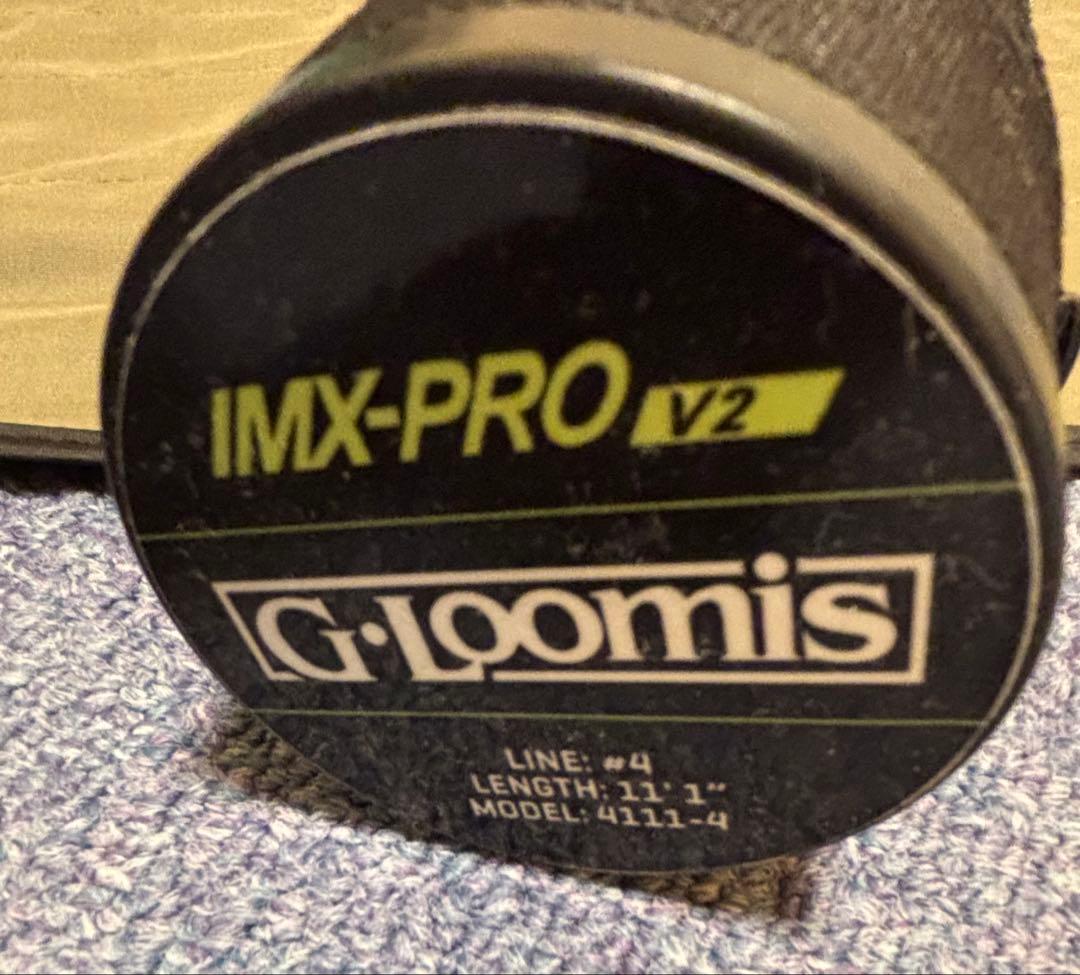 IMX-PRO V2
G·Loomis
LINE: #4
LENGTH: 11' 1"
MODEL: 4111-4